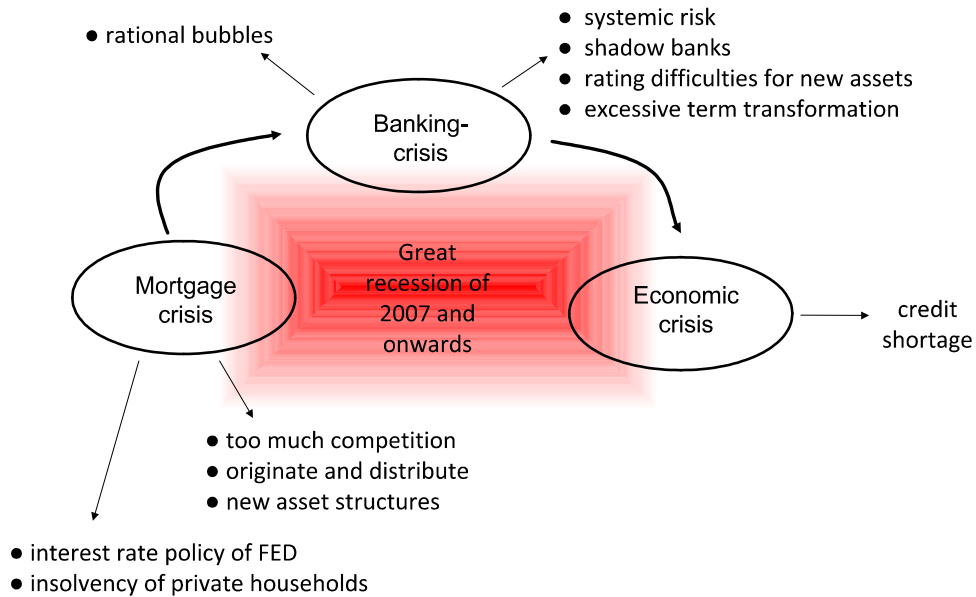 ● rational bubbles
● systemic risk
● shadow banks
● rating difficulties for new assets
● excessive term transformation
Banking-
crisis
Mortgage
crisis
Great
recession of
2007 and
onwards
Economic
crisis
credit
shortage
● too much competition
● originate and distribute
● new asset structures
● interest rate policy of FED
● insolvency of private households